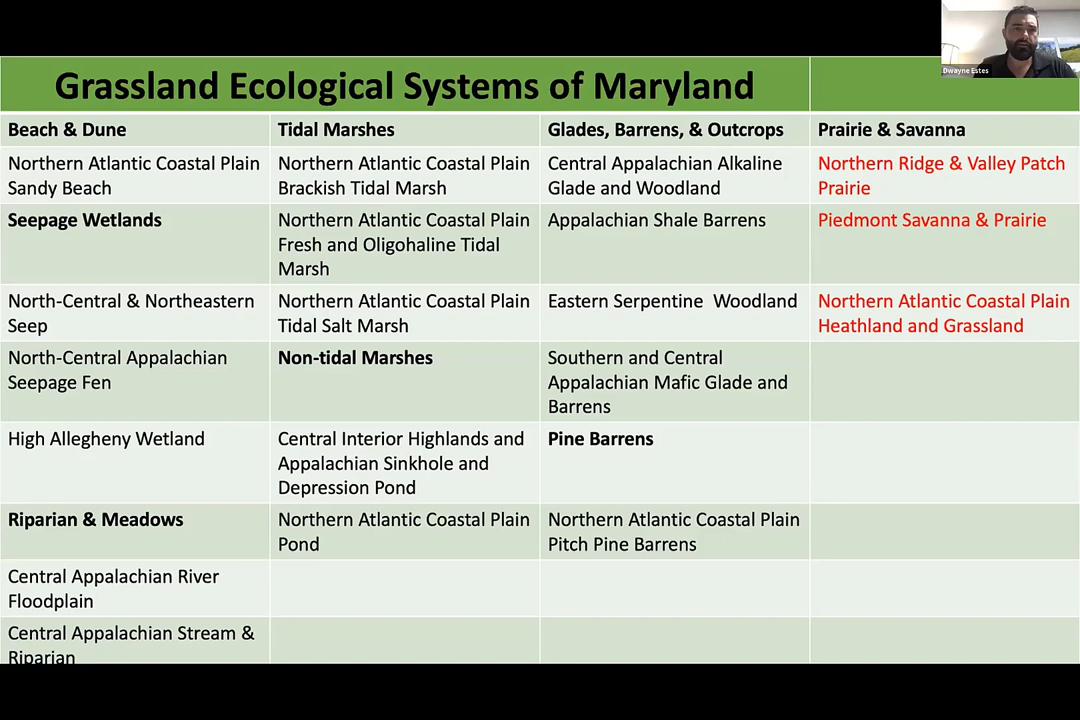 Dwayne Estes
Grassland Ecological Systems of Maryland
Beach & Dune
Tidal Marshes
Glades, Barrens, & Outcrops
Prairie & Savanna
Northern Atlantic Coastal Plain
Sandy Beach
Northern Atlantic Coastal Plain
Brackish Tidal Marsh
Central Appalachian Alkaline
Glade and Woodland
Northern Ridge & Valley Patch
Prairie
Seepage Wetlands
Northern Atlantic Coastal Plain
Fresh and Oligohaline Tidal
Marsh
Appalachian Shale Barrens
Piedmont Savanna & Prairie
North-Central & Northeastern
Seep
Northern Atlantic Coastal Plain
Tidal Salt Marsh
Eastern Serpentine Woodland
Northern Atlantic Coastal Plain
Heathland and Grassland
North-Central Appalachian
Seepage Fen
Non-tidal Marshes
Southern and Central
Appalachian Mafic Glade and
Barrens
High Allegheny Wetland
Central Interior Highlands and
Appalachian Sinkhole and
Depression Pond
Pine Barrens
Riparian & Meadows
Northern Atlantic Coastal Plain
Pond
Northern Atlantic Coastal Plain
Pitch Pine Barrens
Central Appalachian River
Floodplain
Central Appalachian Stream &
Riparian